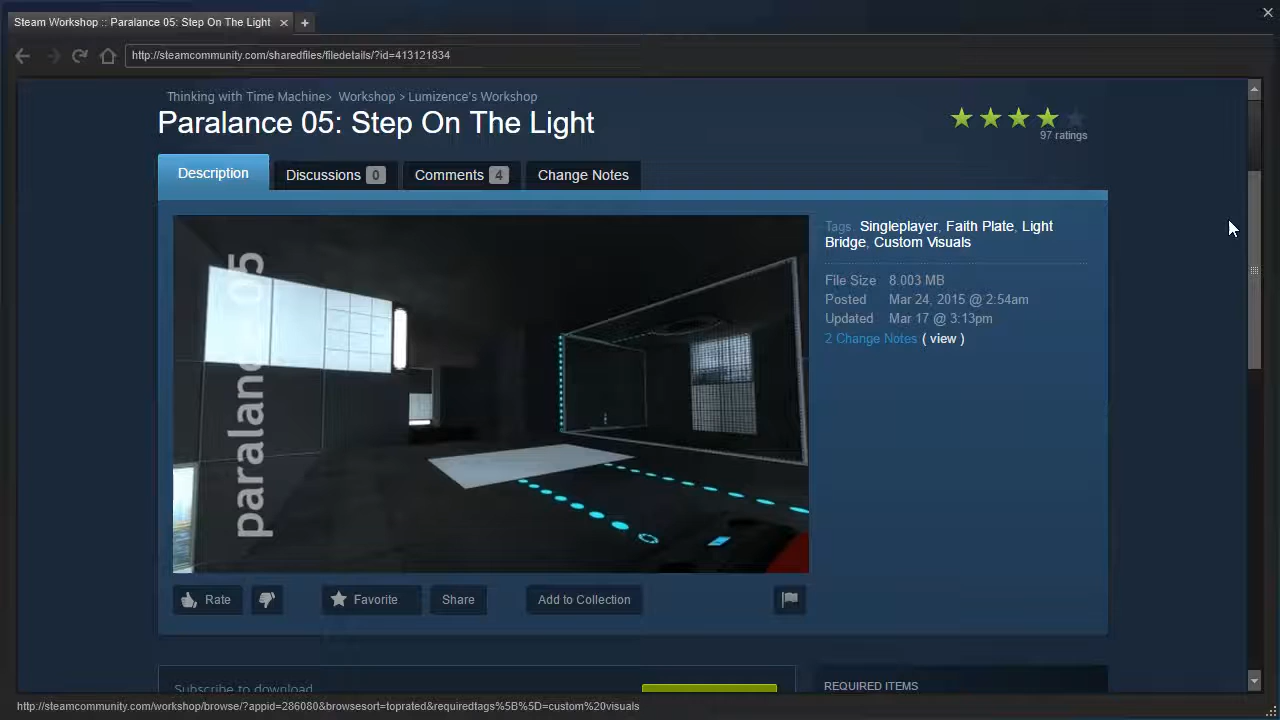 Steam Workshop :: Paralance 05: Step On The Light
http://steamcommunity.com/sharedfiles/filedetails/?id=413121834
Thinking with Time Machine> Workshop > Lumizence's Workshop
Paralance 05: Step On The Light
97 ratings
Description Discussions 0 Comments 4 Change Notes
paralance 05
Tags: Singleplayer, Faith Plate, Light
Bridge, Custom Visuals
File Size 8.003 MB
Posted Mar 24, 2015 @ 2:54am
Updated Mar 17 @ 3:13pm
2 Change Notes ( view )
Rate Favorite Share Add to Collection
Subscribe to download
REQUIRED ITEMS
http://steamcommunity.com/workshop/browse/?appid=286080&browsesort=toprated&requiredtags%5B%5D=custom%20visuals